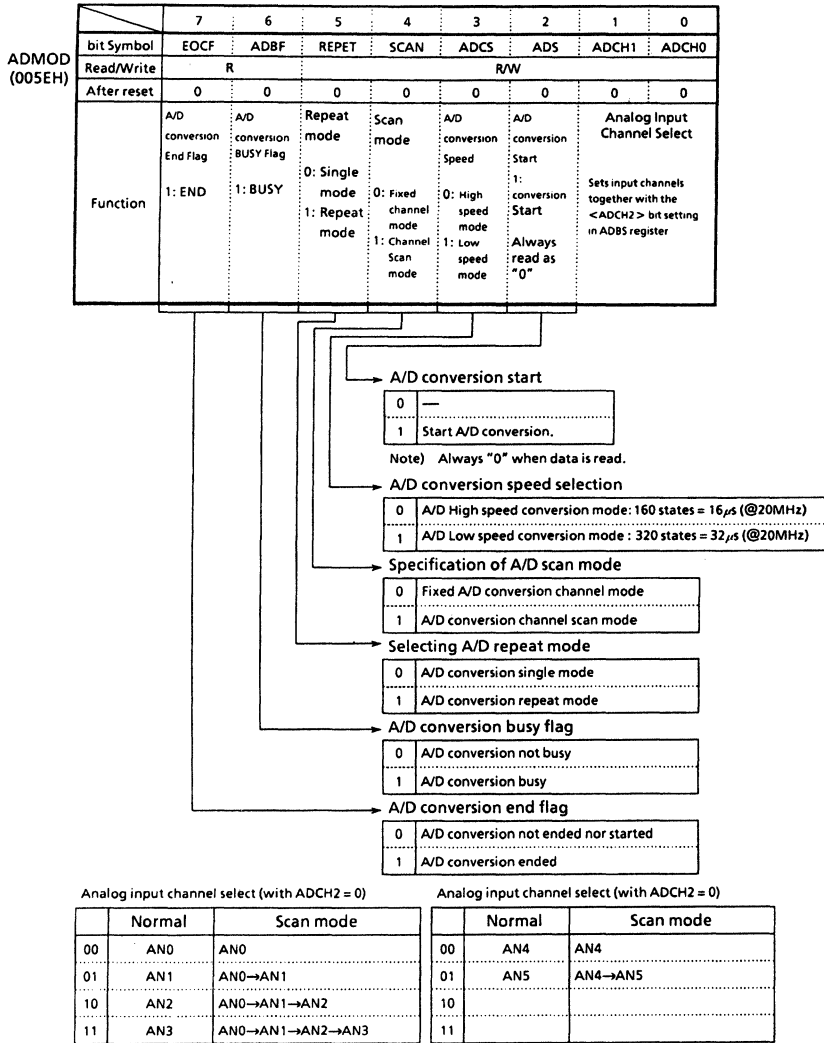 7 6 5 4 3 2 1 0
ADMOD
(005EH)
bit Symbol EOCF ADBF REPET SCAN ADCS ADS ADCH1 ADCH0
Read/Write R R/W
After reset 0 0 0 0 0 0 0 0
Function
A/D
conversion
End Flag
1: END
A/D
conversion
BUSY Flag
1: BUSY
Repeat
mode
0: Single
mode
1: Repeat
mode
Scan
mode
0: Fixed
channel
mode
1: Channel
Scan
mode
A/D
conversion
Speed
0: High
speed
mode
1: Low
speed
mode
A/D
conversion
Start
1:
conversion
Start
Always
read as
"0"
Analog Input
Channel Select
Sets input channels
together with the
<ADCH2> bit setting
in ADBS register
A/D conversion start
0 —
1 Start A/D conversion.
Note) Always "0" when data is read.
A/D conversion speed selection
0 A/D High speed conversion mode: 160 states = 16μs (@20MHz)
1 A/D Low speed conversion mode : 320 states = 32μs (@20MHz)
Specification of A/D scan mode
0 Fixed A/D conversion channel mode
1 A/D conversion channel scan mode
Selecting A/D repeat mode
0 A/D conversion single mode
1 A/D conversion repeat mode
A/D conversion busy flag
0 A/D conversion not busy
1 A/D conversion busy
A/D conversion end flag
0 A/D conversion not ended nor started
1 A/D conversion ended
Analog input channel select (with ADCH2 = 0)
Normal Scan mode
00 AN0 AN0
01 AN1 AN0→AN1
10 AN2 AN0→AN1→AN2
11 AN3 AN0→AN1→AN2→AN3
Analog input channel select (with ADCH2 = 0)
Normal Scan mode
00 AN4 AN4
01 AN5 AN4→AN5
10
11